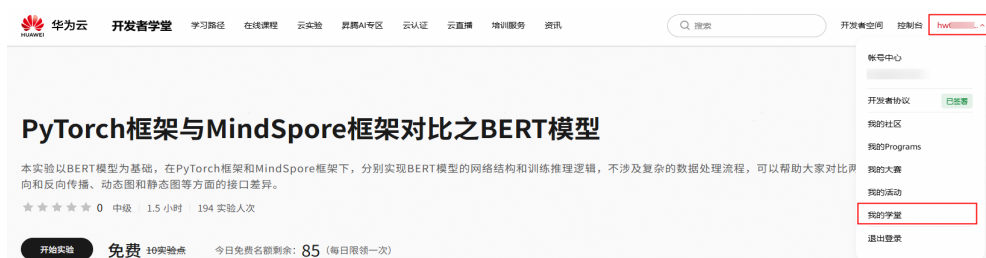 HUAWEI
华为云 开发者学堂 学习路径 在线课程 云实验 昇腾AI专区 云认证 云直播 培训服务 资讯 搜索 开发者空间 控制台 hw
帐号中心
开发者协议 已签署
我的社区
我的Programs
我的大赛
我的活动
我的学堂
退出登录
PyTorch框架与MindSpore框架对比之BERT模型
本实验以BERT模型为基础，在PyTorch框架和MindSpore框架下，分别实现BERT模型的网络结构和训练推理逻辑，不涉及复杂的数据处理流程，可以帮助大家对比两
向和反向传播、动态图和静态图等方面的接口差异。
0 中级 1.5 小时 194 实验人次
开始实验 免费 10实验点 今日免费名额剩余：85 (每日限领一次)